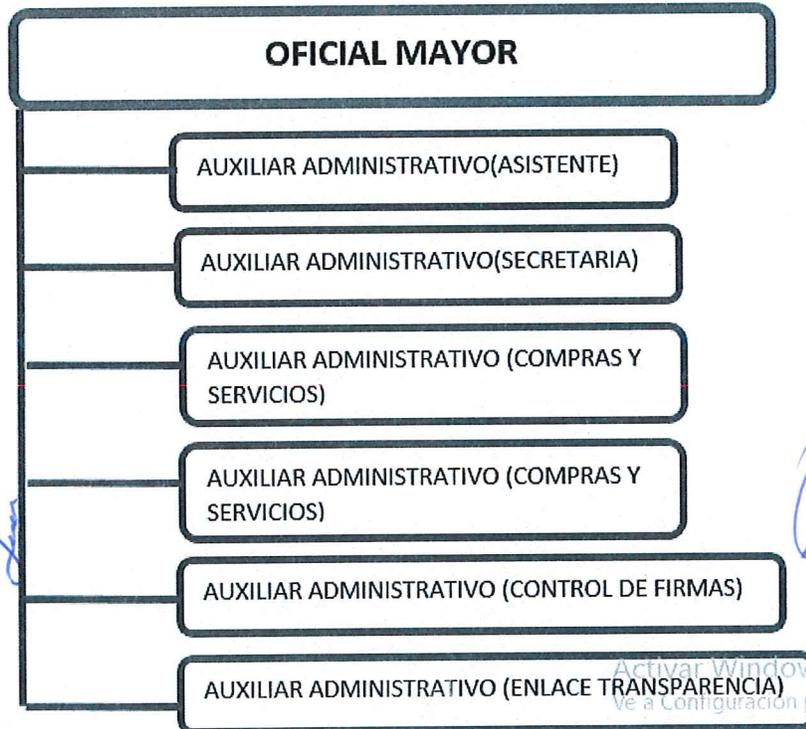 OFICIAL MAYOR
AUXILIAR ADMINISTRATIVO(ASISTENTE)
AUXILIAR ADMINISTRATIVO(SECRETARIA)
AUXILIAR ADMINISTRATIVO (COMPRAS Y
SERVICIOS)
AUXILIAR ADMINISTRATIVO (COMPRAS Y
SERVICIOS)
AUXILIAR ADMINISTRATIVO (CONTROL DE FIRMAS)
Activar Window
AUXILIAR ADMINISTRATIVO (ENLACE TRANSPARENCIA)
Ve a Configuración p